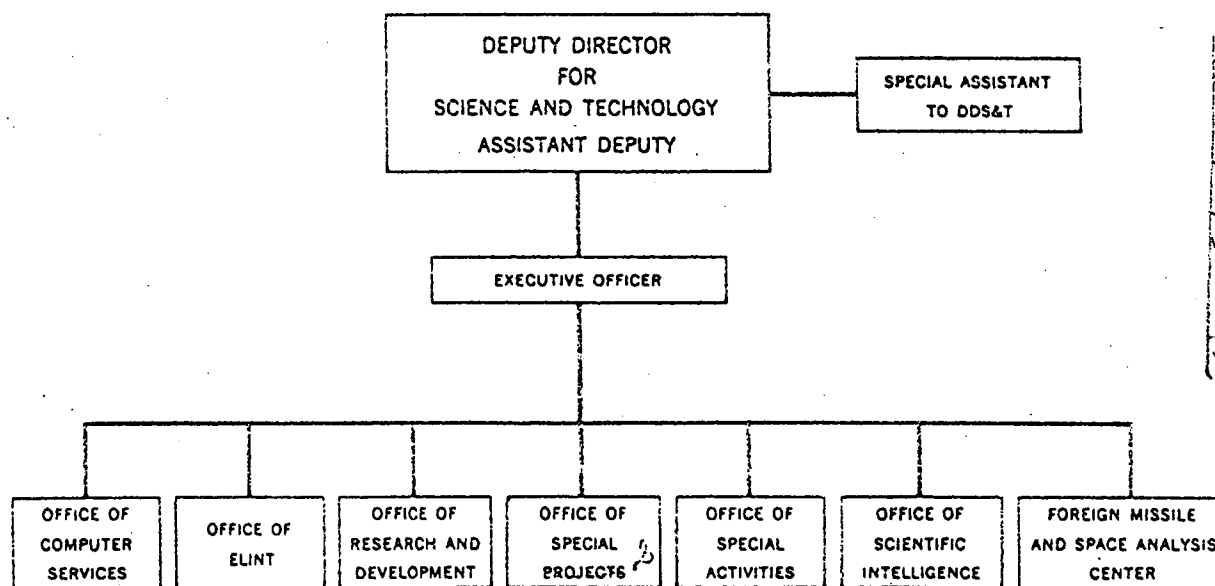 DEPUTY DIRECTOR
FOR
SCIENCE AND TECHNOLOGY
ASSISTANT DEPUTY
SPECIAL ASSISTANT
TO DDS&T
EXECUTIVE OFFICER
OFFICE OF
COMPUTER
SERVICES
OFFICE OF
ELINT
OFFICE OF
RESEARCH AND
DEVELOPMENT
OFFICE OF
SPECIAL
PROJECTS
OFFICE OF
SPECIAL
ACTIVITIES
OFFICE OF
SCIENTIFIC
INTELLIGENCE
FOREIGN MISSILE
AND SPACE ANALYSIS
CENTER